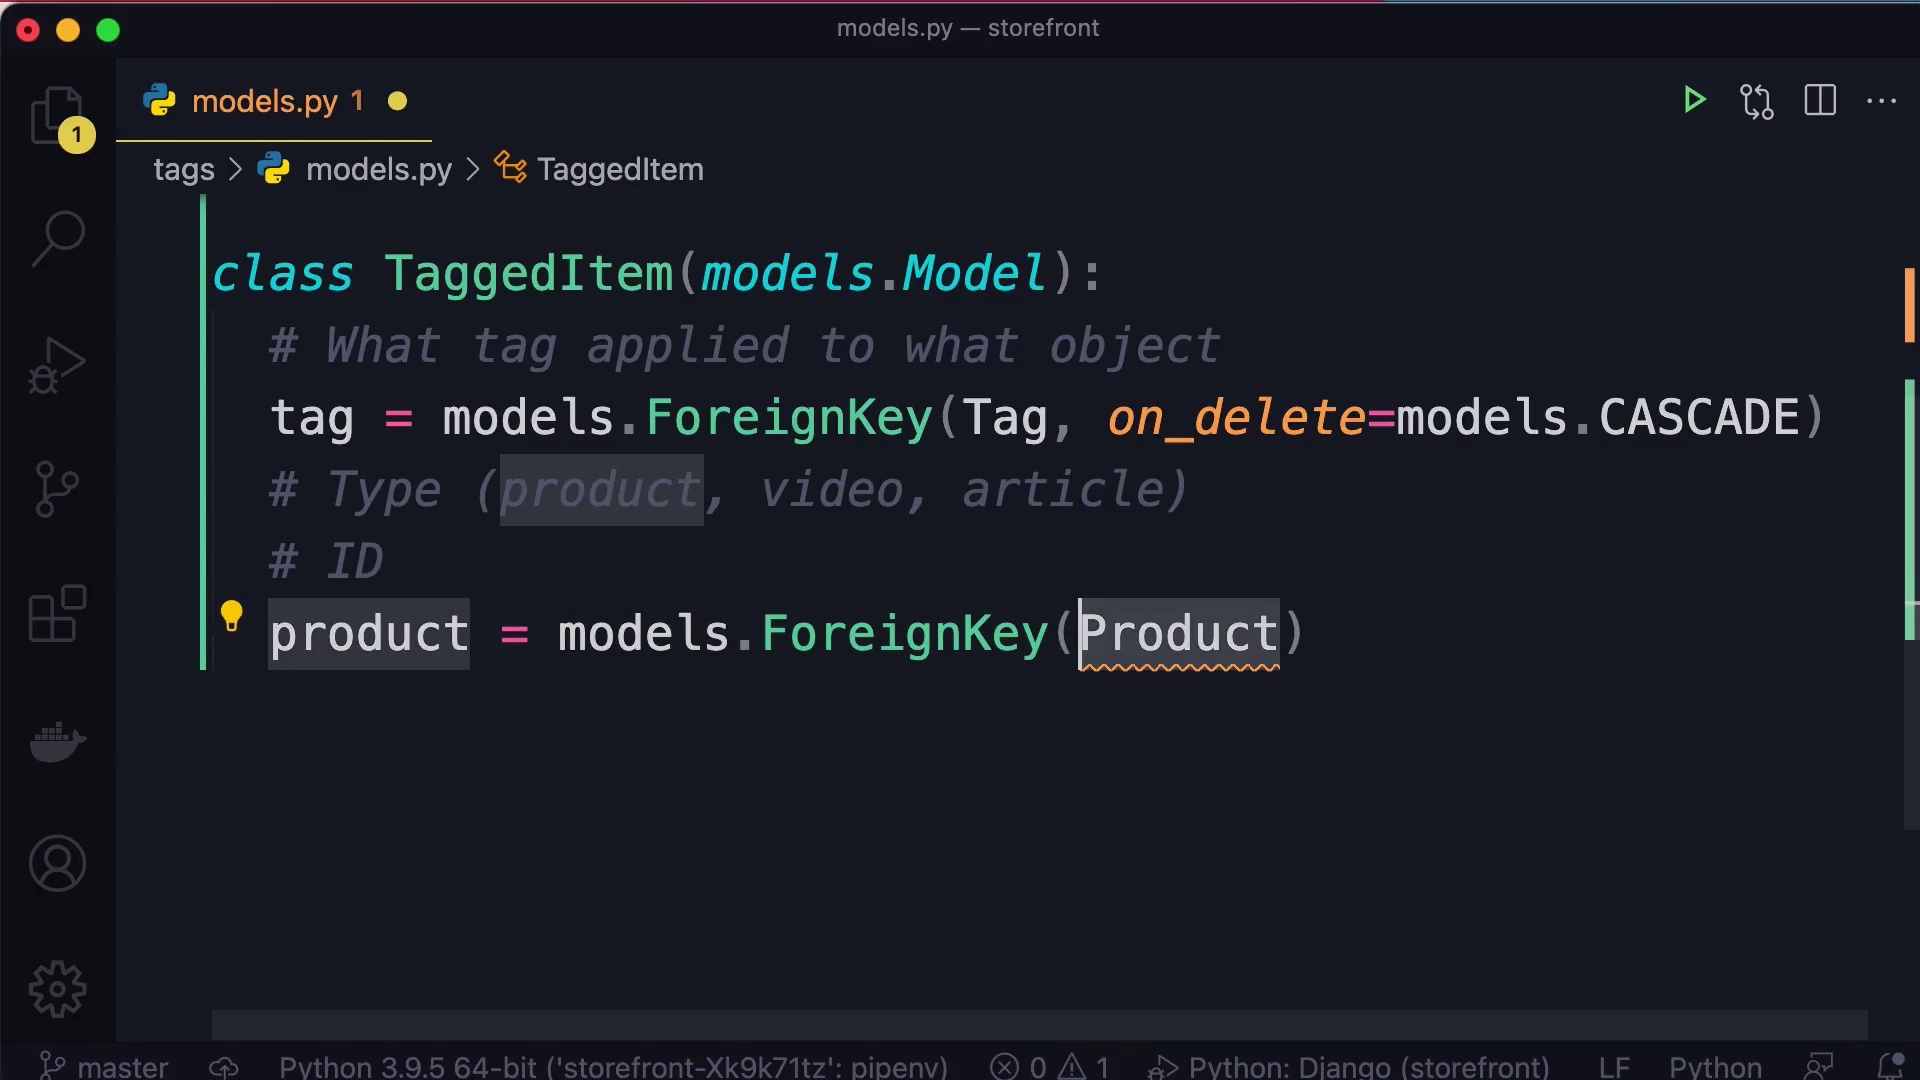 models.py — storefront
models.py 1
1
tags > models.py > TaggedItem
class TaggedItem(models.Model):
# What tag applied to what object
tag = models.ForeignKey(Tag, on_delete=models.CASCADE)
# Type (product, video, article)
# ID
product = models.ForeignKey(Product)
master Python 3.9.5 64-bit ('storefront-Xk9k71tz': pipenv) 0 1 Python: Django (storefront) LF Python